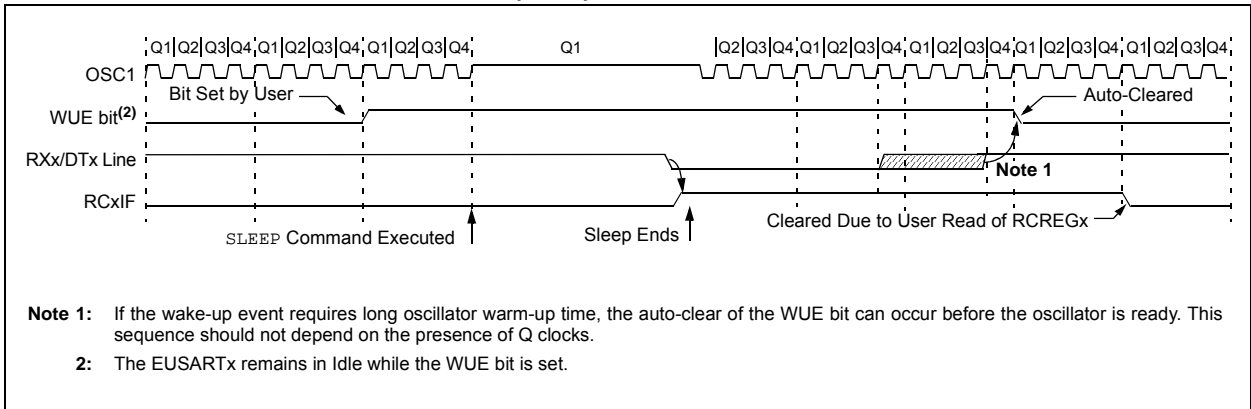 Q1 Q2 Q3 Q4 Q1 Q2 Q3 Q4 Q1 Q2 Q3 Q4 Q1 Q2 Q3 Q4 Q1 Q2 Q3 Q4 Q1 Q2 Q3 Q4 Q1 Q2 Q3 Q4 Q1 Q2 Q3 Q4
OSC1
Bit Set by User
Auto-Cleared
WUE bit(2)
RXx/DTx Line
Note 1
RCxIF
Cleared Due to User Read of RCREGx
SLEEP Command Executed
Sleep Ends
Note 1: If the wake-up event requires long oscillator warm-up time, the auto-clear of the WUE bit can occur before the oscillator is ready. This
sequence should not depend on the presence of Q clocks.
2: The EUSARTx remains in Idle while the WUE bit is set.